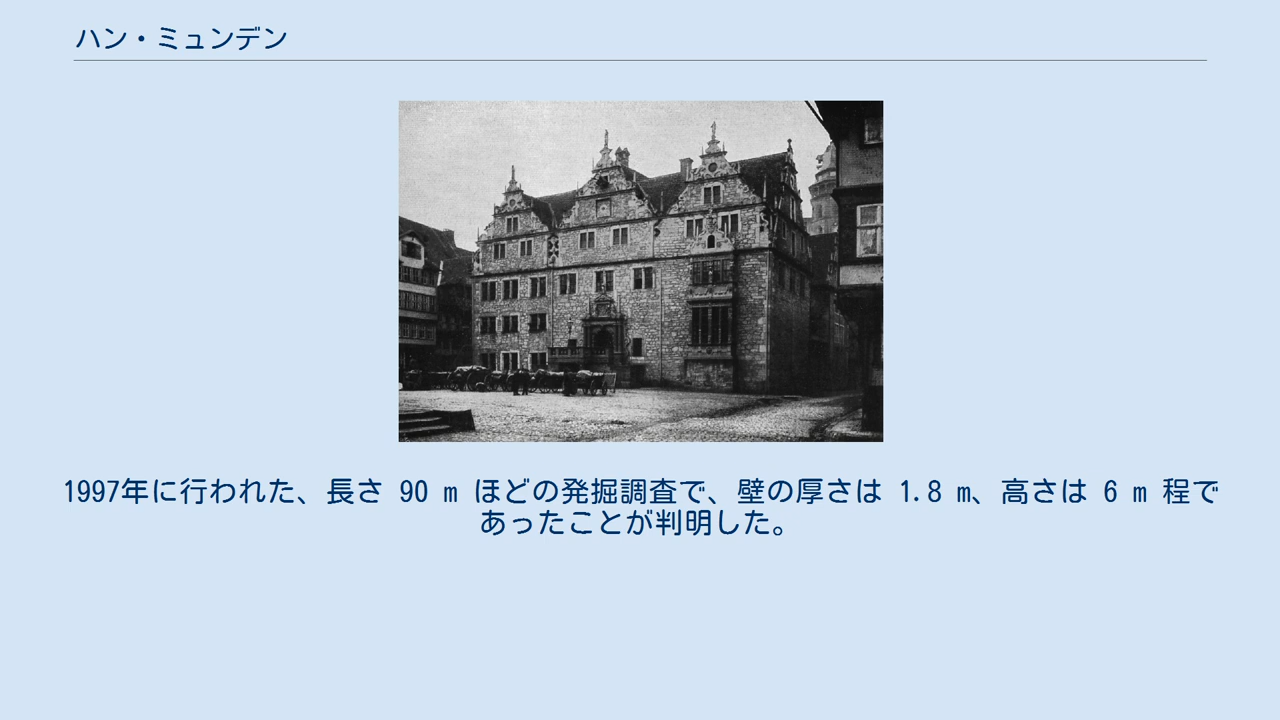 ハン・ミュンデン
1997年に行われた、長さ 90 m ほどの発掘調査で、壁の厚さは 1.8 m、高さは 6 m 程で
あったことが判明した。